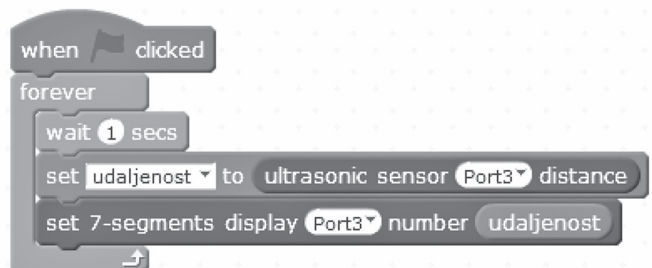 when clicked
forever
wait 1 secs
set udaljenost to ultrasonic sensor Port3 distance
set 7-segments display Port3 number udaljenost